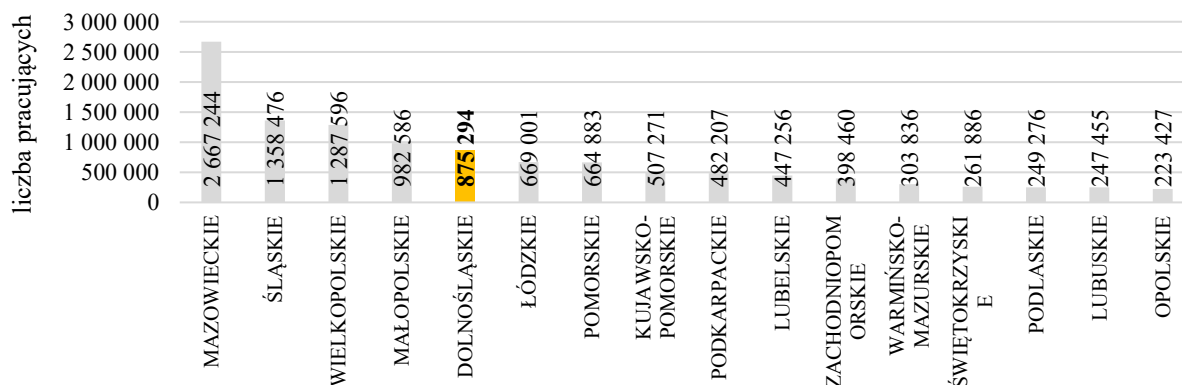 liczba pracujących
3 000 000
2 500 000
2 000 000
1 500 000
1 000 000
500 000
0
2 667 244
1 358 476
1 287 596
982 586
875 294
669 001
664 883
507 271
482 207
447 256
398 460
303 836
261 886
249 276
247 455
223 427
MAZOWIECKIE
ŚLĄSKIE
WIELKOPOLSKIE
MAŁOPOLSKIE
DOLNOŚLĄSKIE
ŁÓDZKIE
POMORSKIE
KUJAWSKO-
POMORSKIE
PODKARPACKIE
LUBELSKIE
ZACHODNIOPOM
ORSKIE
WARMIŃSKO-
MAZURSKIE
ŚWIĘTOKRZYSKI
E
PODLASKIE
LUBUSKIE
OPOLSKIE